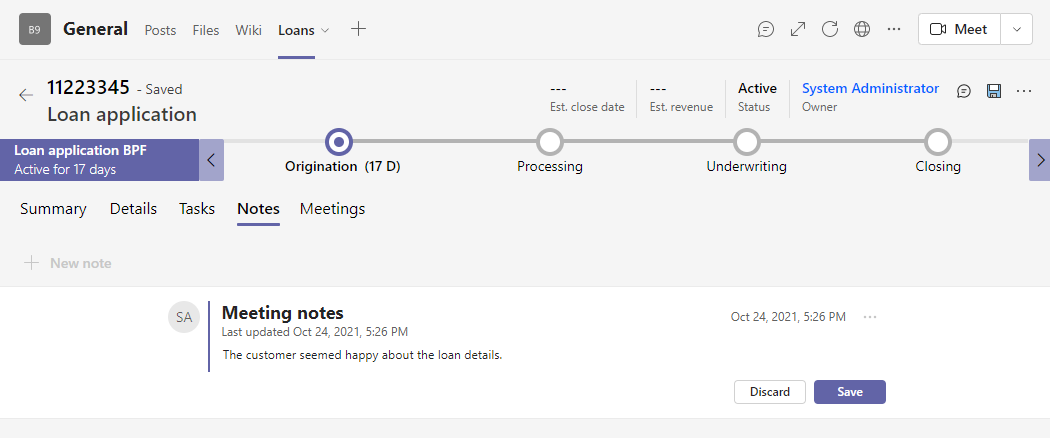 B9 General Posts Files Wiki Loans Meet
11223345 - Saved
Loan application
--- Est. close date
--- Est. revenue
Active Status
System Administrator Owner
Loan application BPF
Active for 17 days
Origination (17 D) Processing Underwriting Closing
Summary Details Tasks Notes Meetings
New note
SA
Meeting notes
Last updated Oct 24, 2021, 5:26 PM
Oct 24, 2021, 5:26 PM
The customer seemed happy about the loan details.
Discard Save